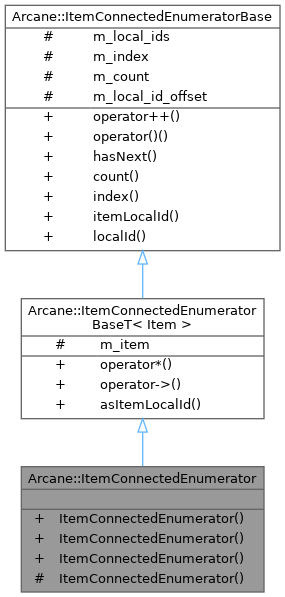 Arcane::ItemConnectedEnumeratorBase
# m_local_ids
# m_index
# m_count
# m_local_id_offset
+ operator++()
+ operator()()
+ hasNext()
+ count()
+ index()
+ itemLocalId()
+ localId()
Arcane::ItemConnectedEnumerator
BaseT< Item >
# m_item
+ operator*()
+ operator->()
+ asItemLocalId()
Arcane::ItemConnectedEnumerator
+ ItemConnectedEnumerator()
+ ItemConnectedEnumerator()
+ ItemConnectedEnumerator()
# ItemConnectedEnumerator()